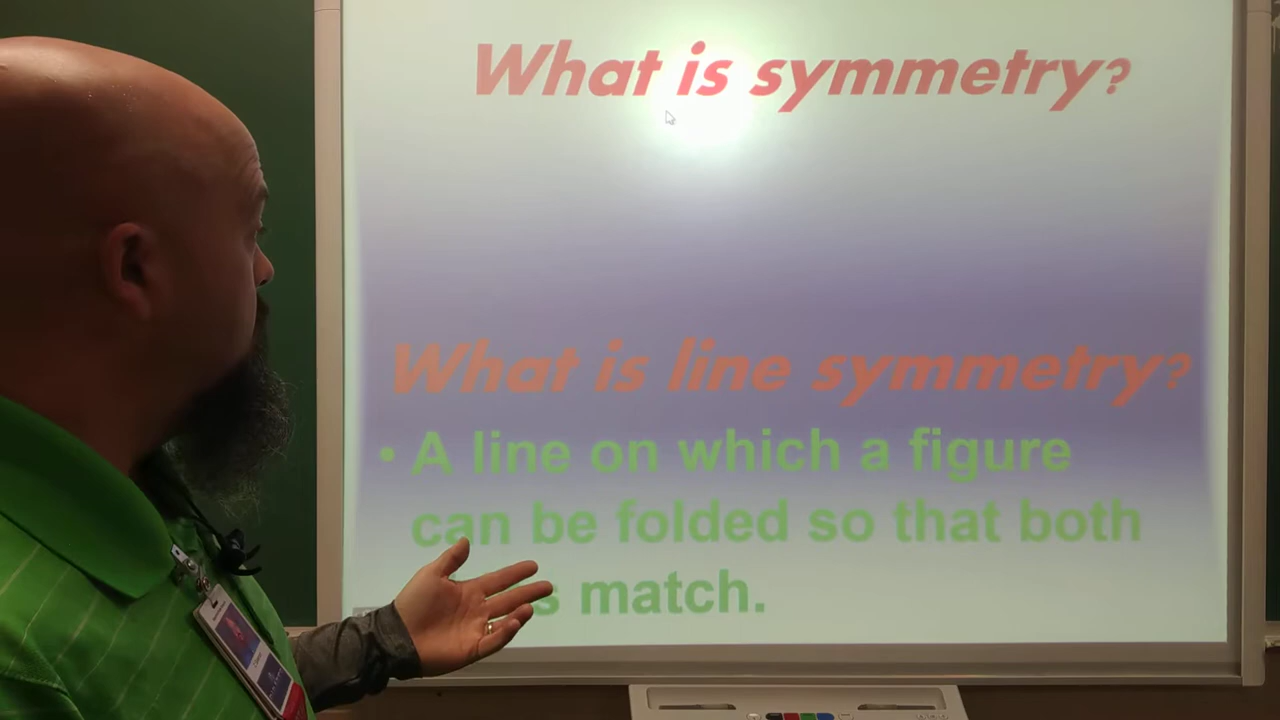 What is symmetry?
What is line symmetry?
• A line on which a figure
can be folded so that both
match.